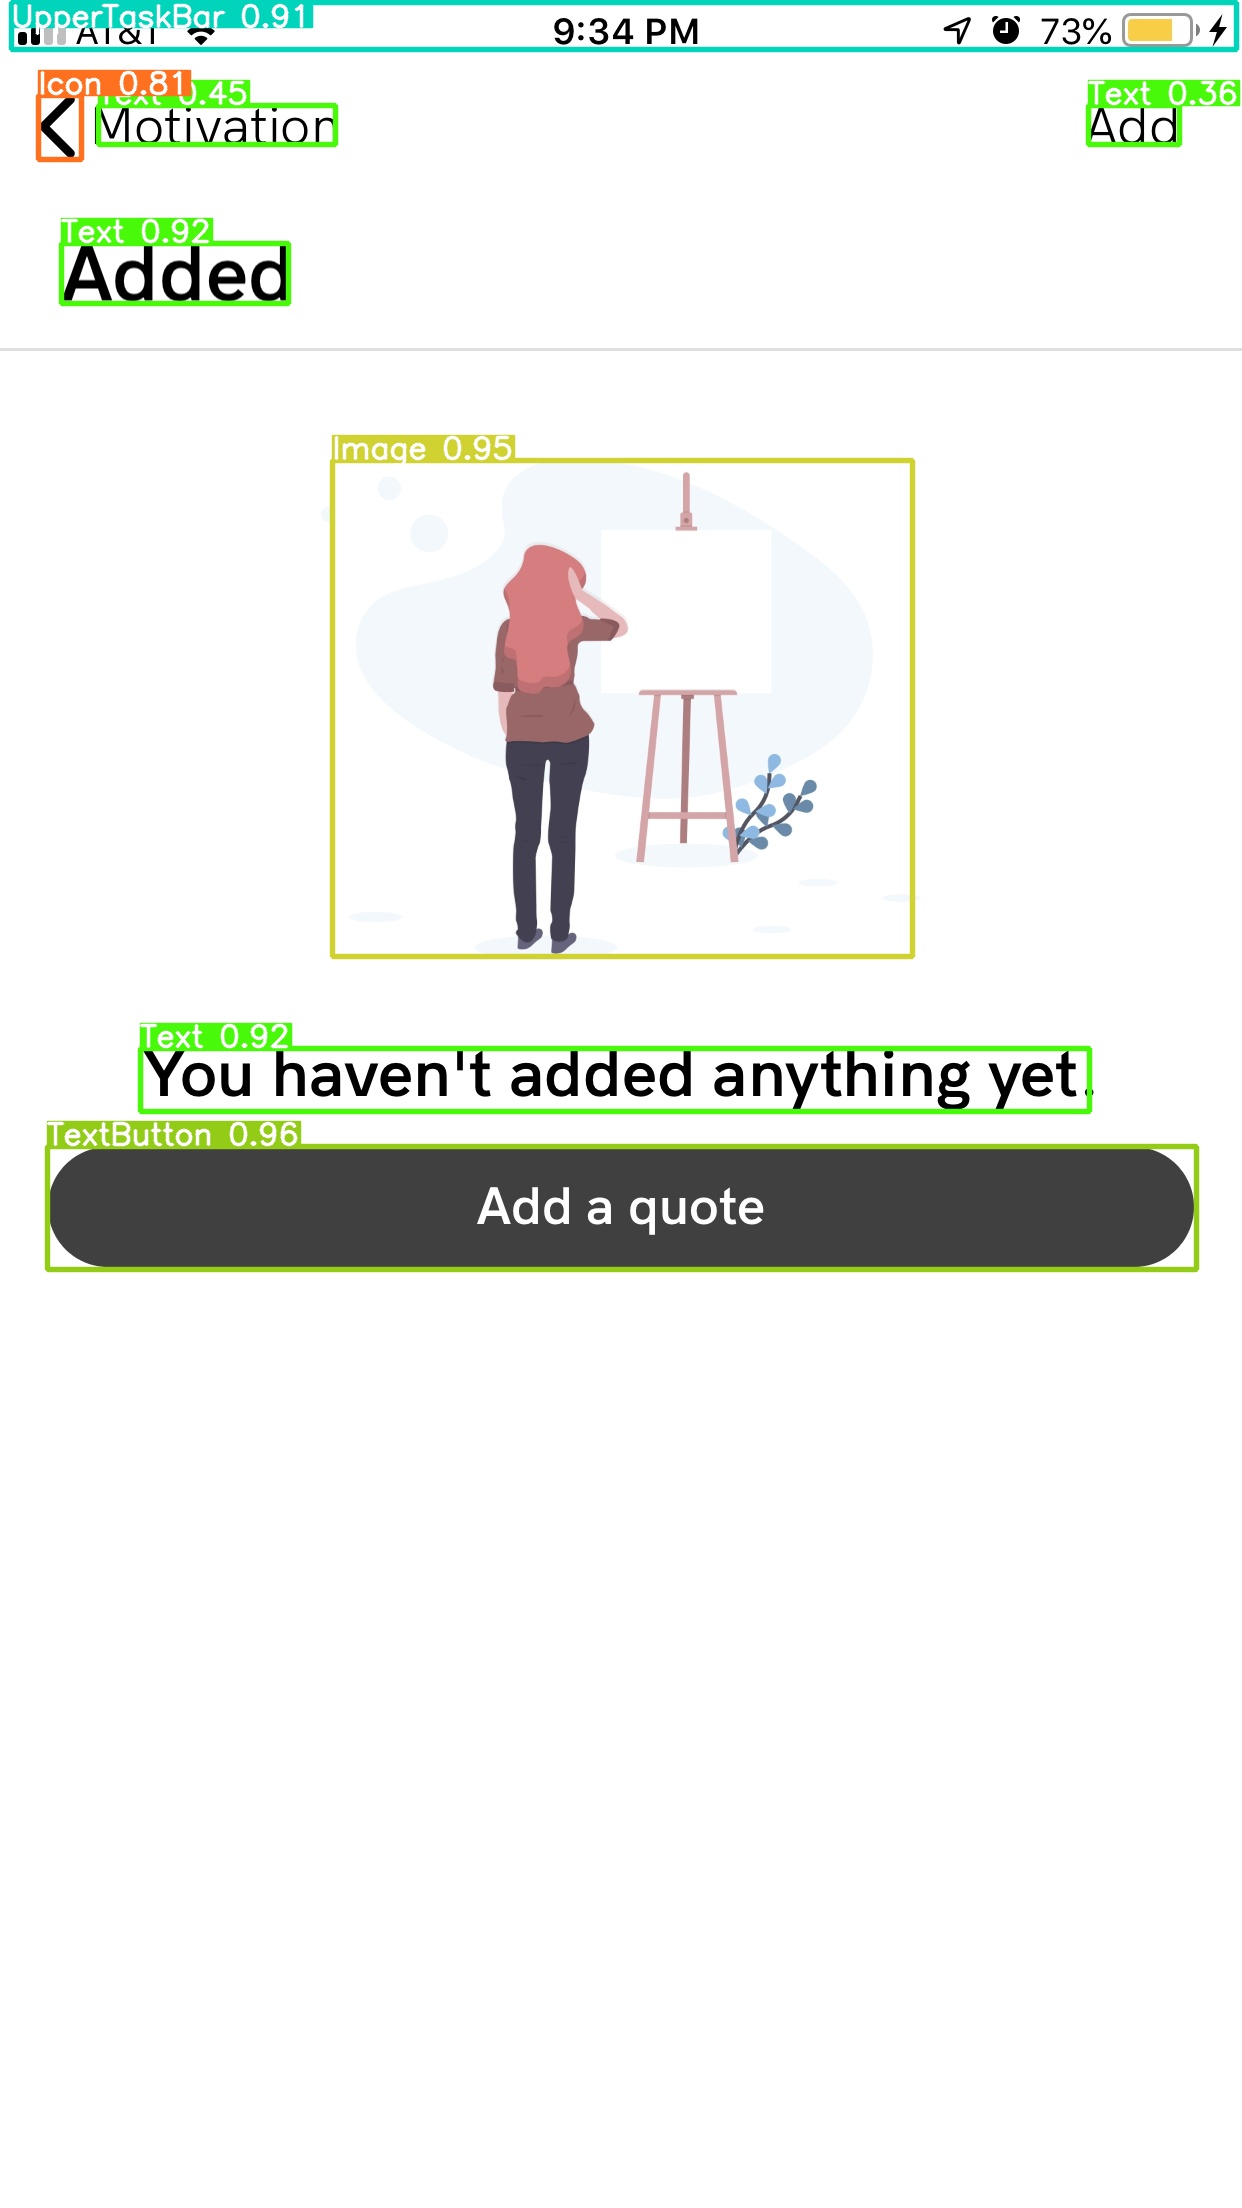 UpperTaskBar 0.91
AT&T 9:34 PM 73%
Icon 0.81 Text 0.45 Text 0.36
Motivation Add
Text 0.92
Added
Image 0.95
Text 0.92
You haven't added anything yet.
TextButton 0.96
Add a quote